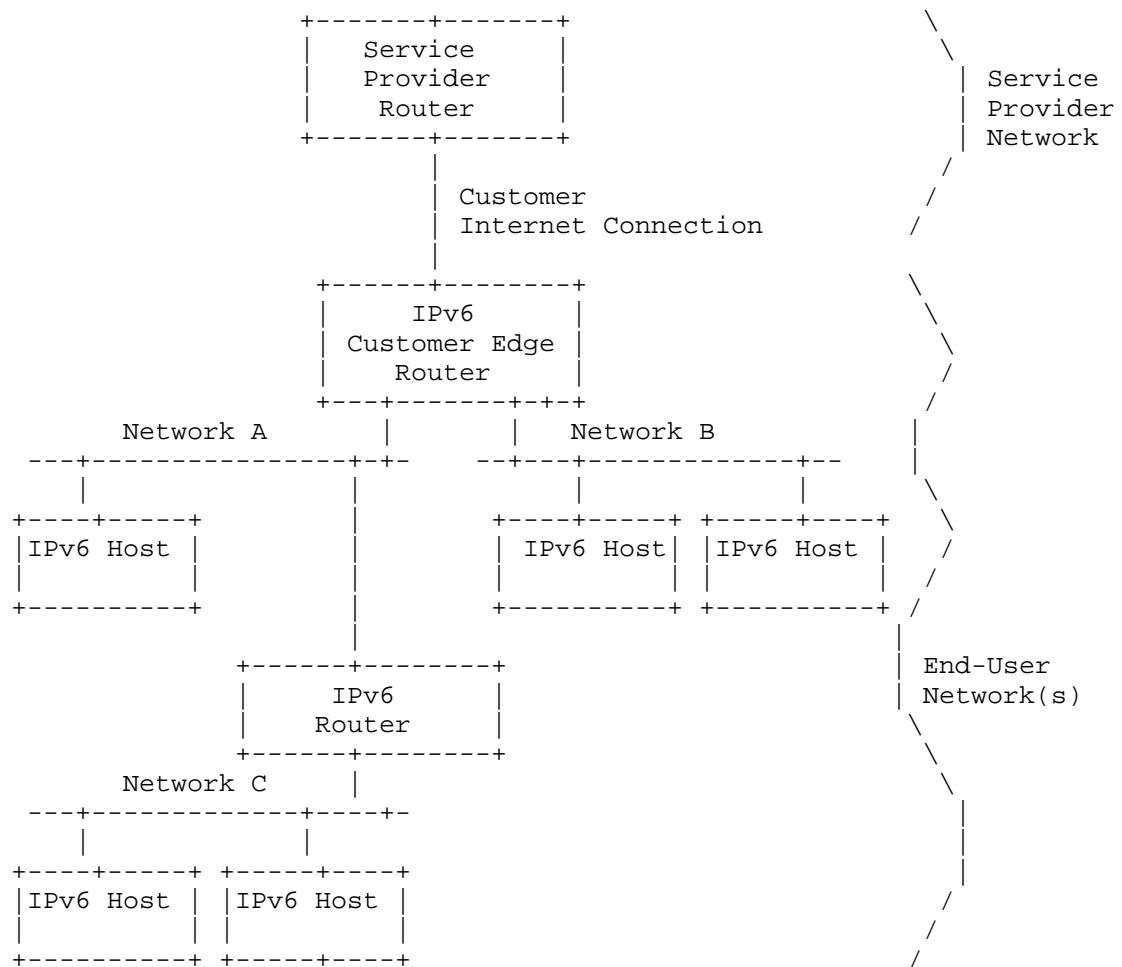 Service
Provider
Router
Service
Provider
Network
Customer
Internet Connection
IPv6
Customer Edge
Router
Network A
Network B
IPv6 Host
IPv6 Host
IPv6 Host
End-User
Network(s)
IPv6
Router
Network C
IPv6 Host
IPv6 Host